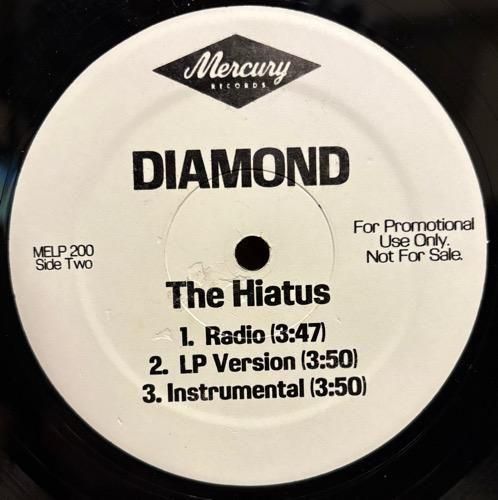 Mercury
RECORDS
DIAMOND
MELP 200
Side Two
For Promotional
Use Only.
Not For Sale.
The Hiatus
1. Radio (3:47)
2. LP Version (3:50)
3. Instrumental (3:50)